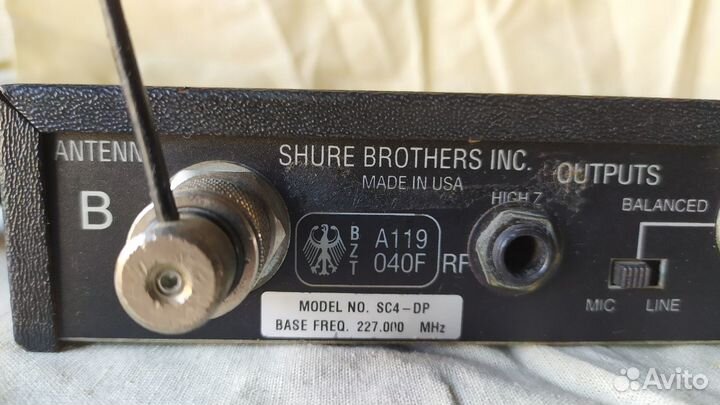 ANTENN
B
SHURE BROTHERS INC.
MADE IN USA
BZT
A119
040F RF
HIGH Z
OUTPUTS
BALANCED
MIC LINE
MODEL NO. SC4-DP
BASE FREQ. 227.000 MHz
Avito